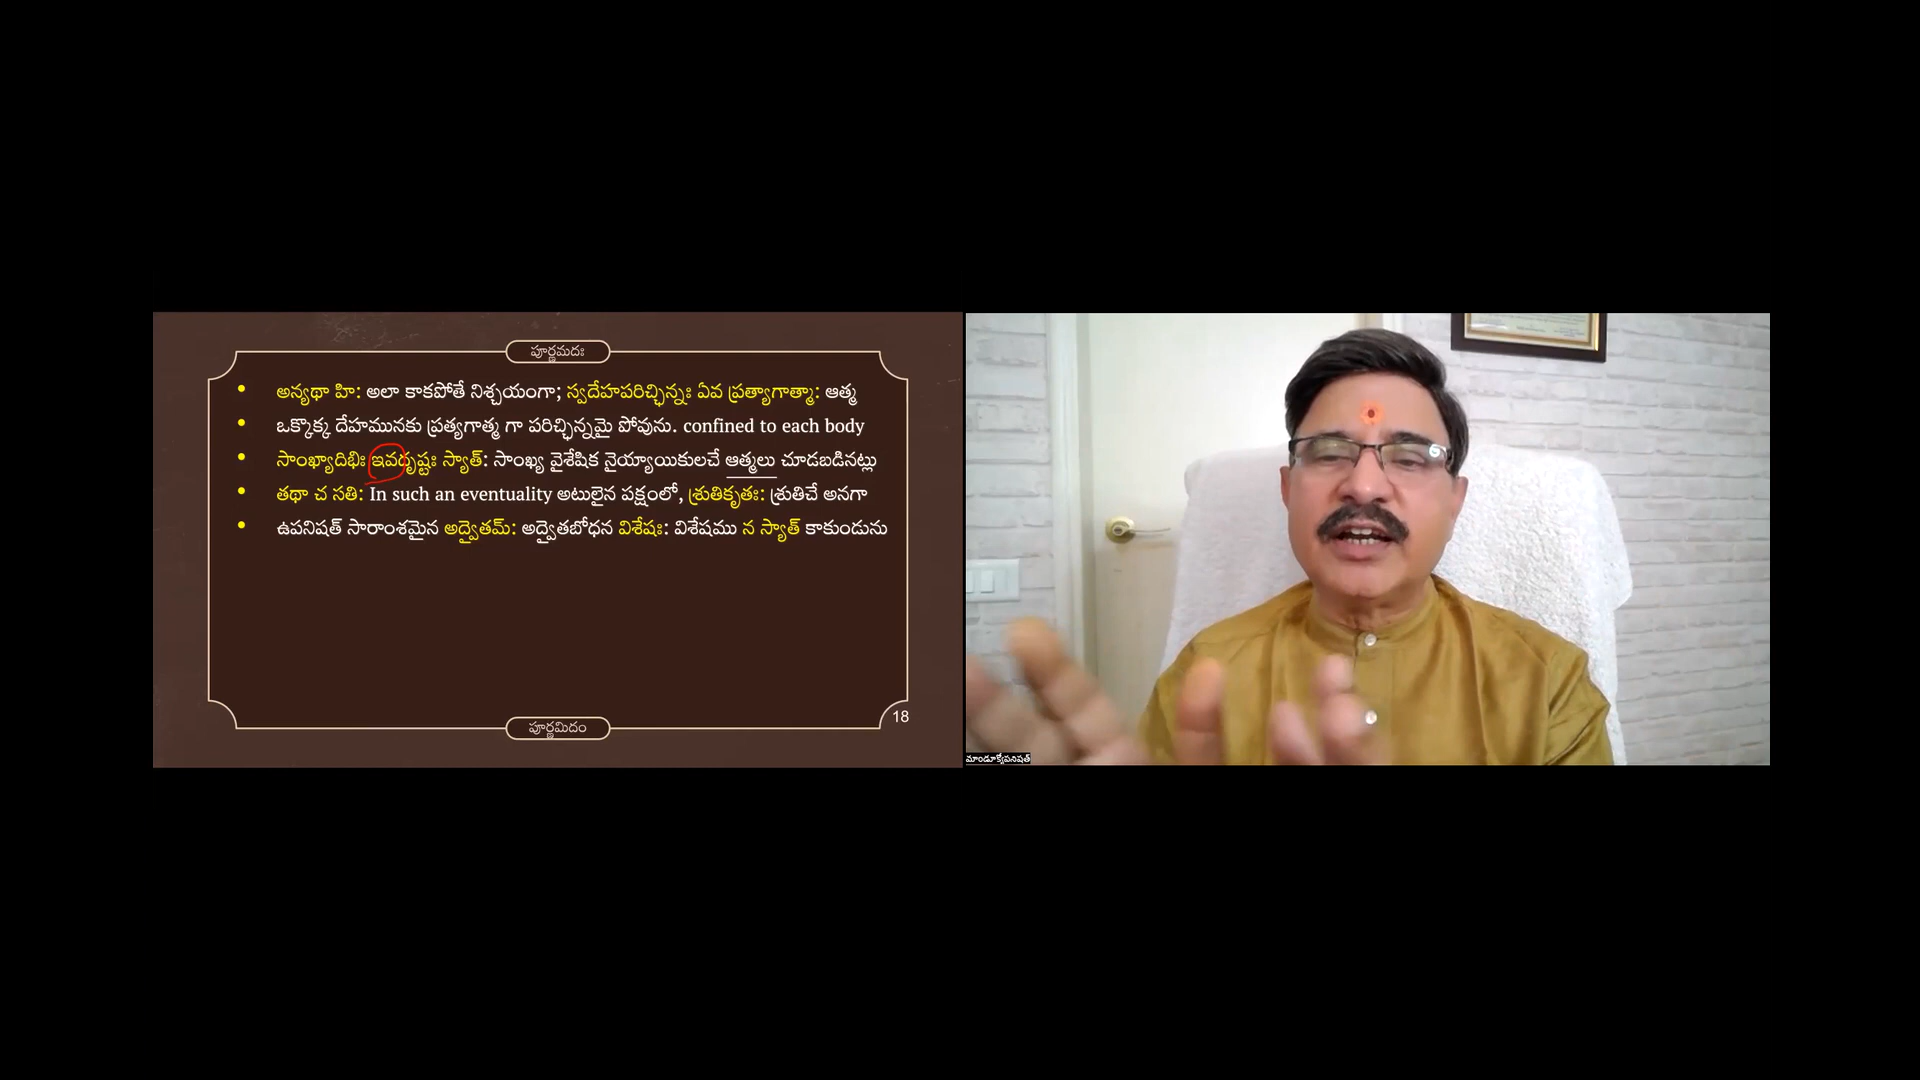 పూర్ణమదః
• అన్యథా హి: అలా కాకపోతే నిశ్చయంగా; స్వదేహపరిచ్ఛిన్నః ఏవ ప్రత్యాగాత్మా: ఆత్మ
• ఒక్కొక్క దేహమునకు ప్రత్యగాత్మ గా పరిచ్ఛిన్నమై పోవును. confined to each body
• సాంఖ్యాదిభిః ఇవదృష్టః స్యాత్: సాంఖ్య వైశేషిక నైయ్యాయికులచే ఆత్మలు చూడబడినట్లు
• తథా చ సతి: In such an eventuality అటులైన పక్షంలో, శ్రుతికృతః: శ్రుతిచే అనగా
• ఉపనిషత్ సారాంశమైన అద్వైతమ్: అద్వైతబోధన విశేషః: విశేషము న స్యాత్ కాకుండును
18
పూర్ణమిదం
మాండూక్యోపనిషత్